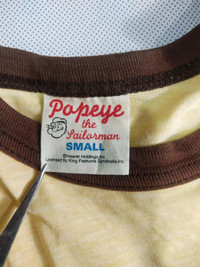 Popeye
the
Sailorman
SMALL
©Hearst Holdings Inc.
Licensed by King Features Syndicate, Inc